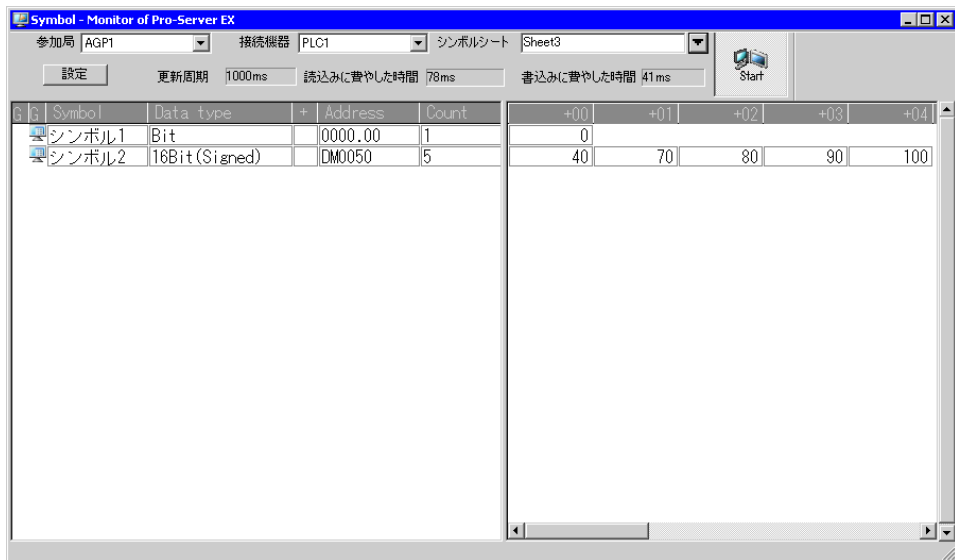 Symbol - Monitor of Pro-Server EX
参加局 AGP1 接続機器 PLC1 シンボルシート Sheet3
設定 更新周期 1000ms 読込みに費やした時間 78ms 書込みに費やした時間 41ms Start
G G Symbol Data type + Address Count +00 +01 +02 +03 +04
シンボル1 Bit 0000.00 1 0
シンボル2 16Bit(Signed) DM0050 5 40 70 80 90 100